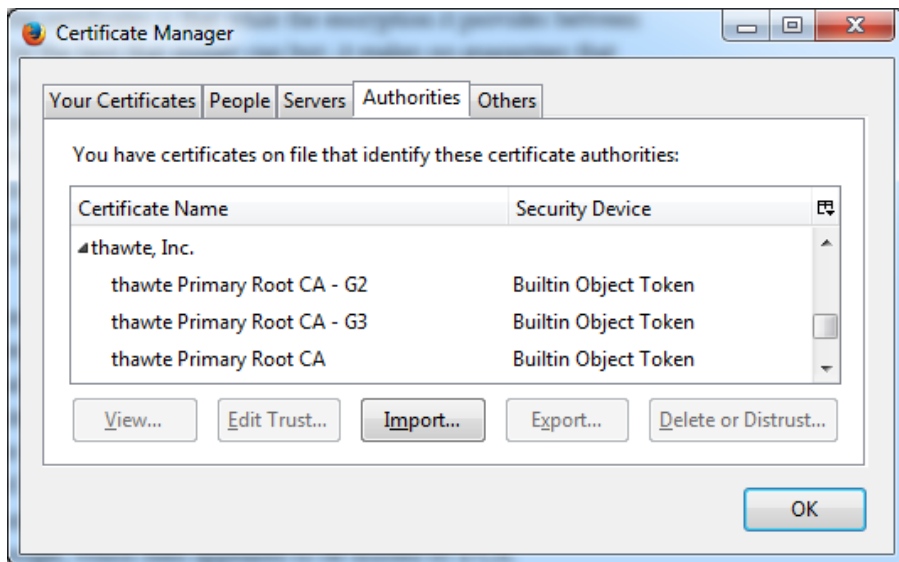 Certificate Manager
Your Certificates People Servers Authorities Others
You have certificates on file that identify these certificate authorities:
Certificate Name Security Device
thawte, Inc.
thawte Primary Root CA - G2 Builtin Object Token
thawte Primary Root CA - G3 Builtin Object Token
thawte Primary Root CA Builtin Object Token
View... Edit Trust... Import... Export... Delete or Distrust...
OK